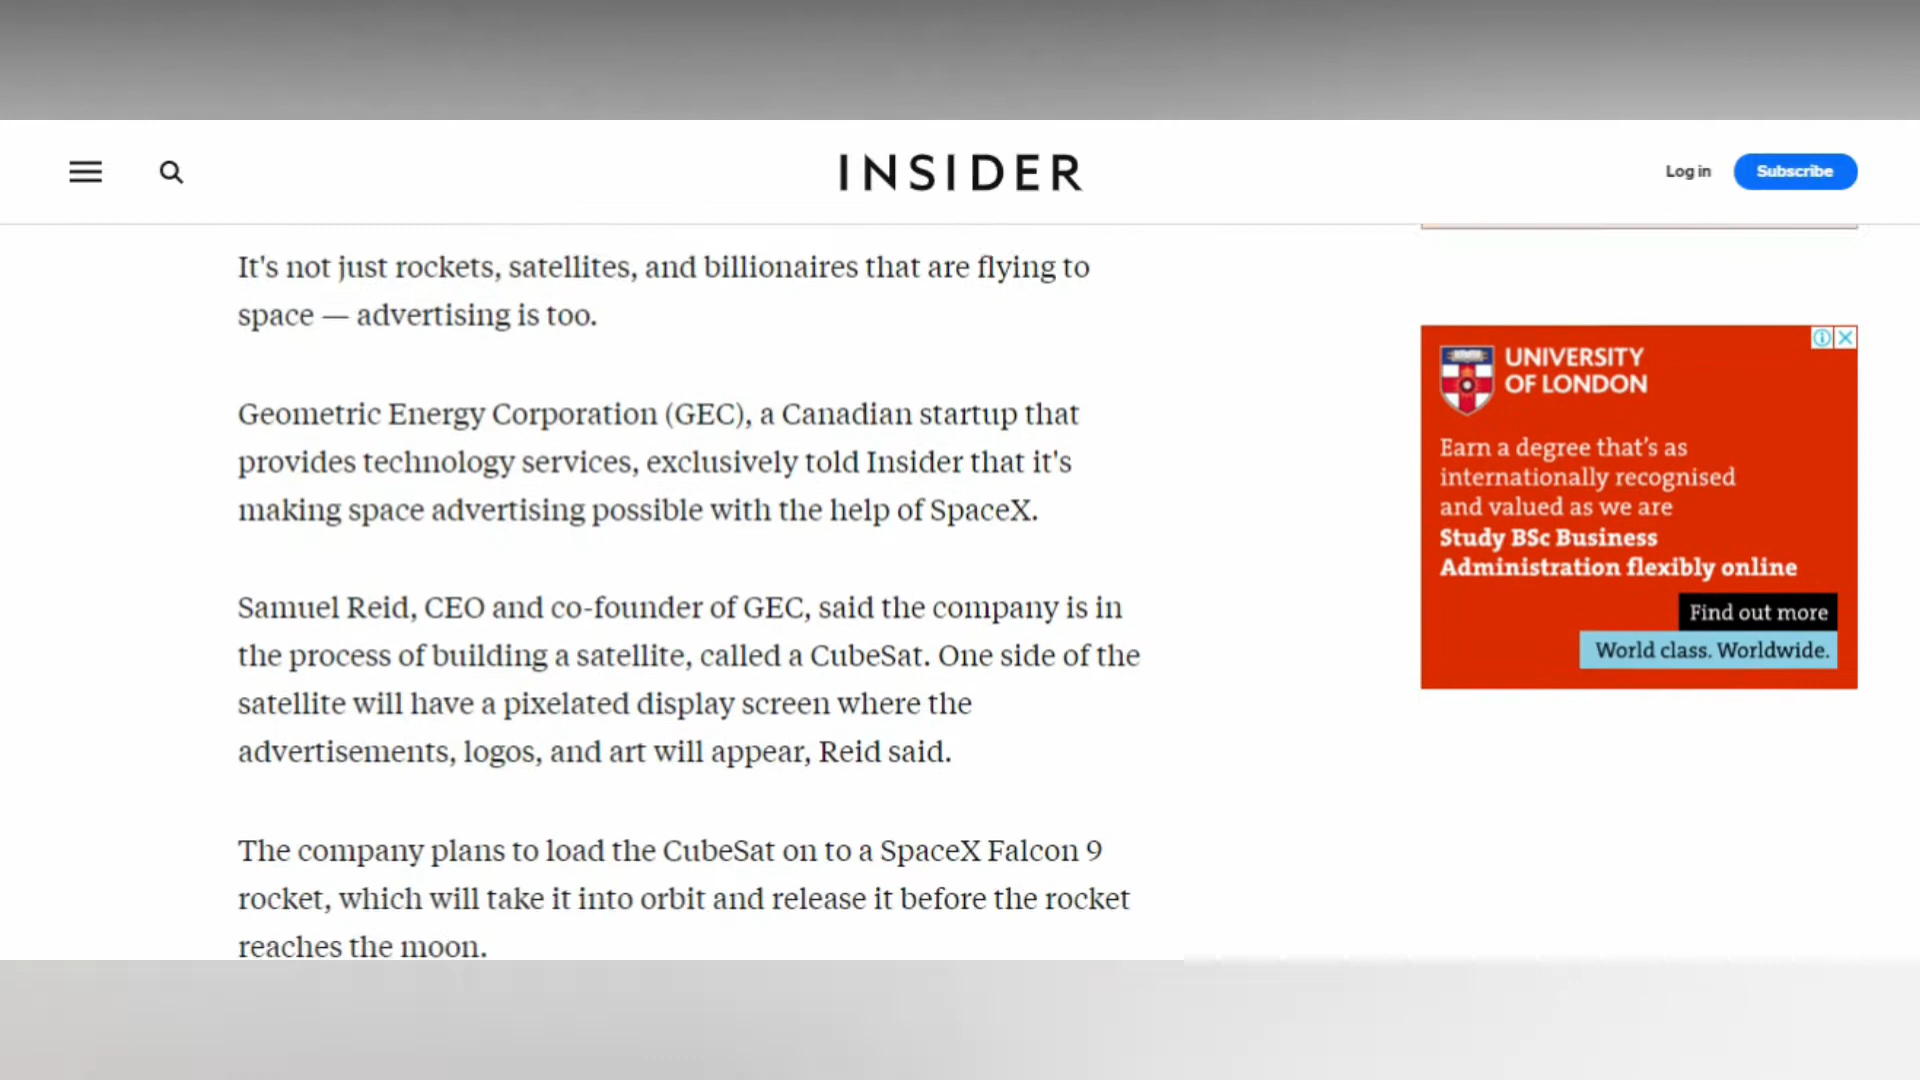 INSIDER
Log in
Subscribe
It's not just rockets, satellites, and billionaires that are flying to
space — advertising is too.
Geometric Energy Corporation (GEC), a Canadian startup that
provides technology services, exclusively told Insider that it's
making space advertising possible with the help of SpaceX.
Samuel Reid, CEO and co-founder of GEC, said the company is in
the process of building a satellite, called a CubeSat. One side of the
satellite will have a pixelated display screen where the
advertisements, logos, and art will appear, Reid said.
The company plans to load the CubeSat on to a SpaceX Falcon 9
rocket, which will take it into orbit and release it before the rocket
reaches the moon.
UNIVERSITY
OF LONDON
Earn a degree that's as
internationally recognised
and valued as we are
Study BSc Business
Administration flexibly online
Find out more
World class. Worldwide.